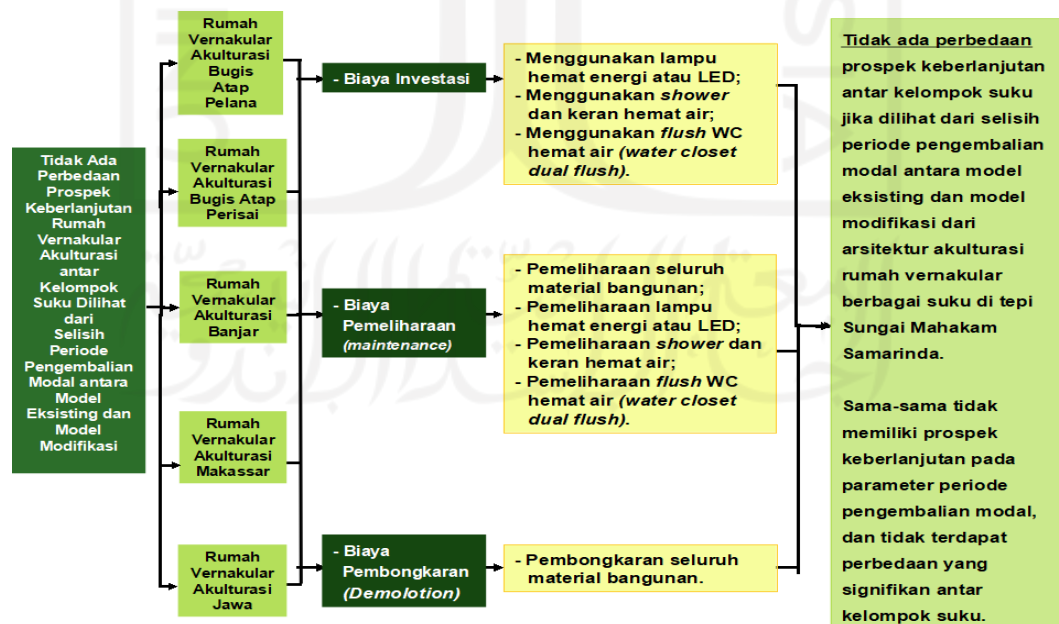 Tidak Ada
Perbedaan
Prospek
Keberlanjutan
Rumah
Vernakular
Akulturasi
antar
Kelompok
Suku Dilihat
dari
Selisih
Periode
Pengembalian
Modal antara
Model
Eksisting dan
Model
Modifikasi
Rumah
Vernakular
Akulturasi
Bugis
Atap
Pelana
Rumah
Vernakular
Akulturasi
Bugis Atap
Perisai
Rumah
Vernakular
Akulturasi
Banjar
Rumah
Vernakular
Akulturasi
Makassar
Rumah
Vernakular
Akulturasi
Jawa
- Biaya Investasi
- Biaya
Pemeliharaan
(maintenance)
- Biaya
Pembongkaran
(Demolotion)
- Menggunakan lampu
hemat energi atau LED;
- Menggunakan shower
dan keran hemat air;
- Menggunakan flush WC
hemat air (water closet
dual flush).
- Pemeliharaan seluruh
material bangunan;
- Pemeliharaan lampu
hemat energi atau LED;
- Pemeliharaan shower dan
keran hemat air;
- Pemeliharaan flush WC
hemat air (water closet
dual flush).
- Pembongkaran seluruh
material bangunan.
Tidak ada perbedaan
prospek keberlanjutan
antar kelompok suku
jika dilihat dari selisih
periode pengembalian
modal antara model
eksisting dan model
modifikasi dari
arsitektur akulturasi
rumah vernakular
berbagai suku di tepi
Sungai Mahakam
Samarinda.
Sama-sama tidak
memiliki prospek
keberlanjutan pada
parameter periode
pengembalian modal,
dan tidak terdapat
perbedaan yang
signifikan antar
kelompok suku.